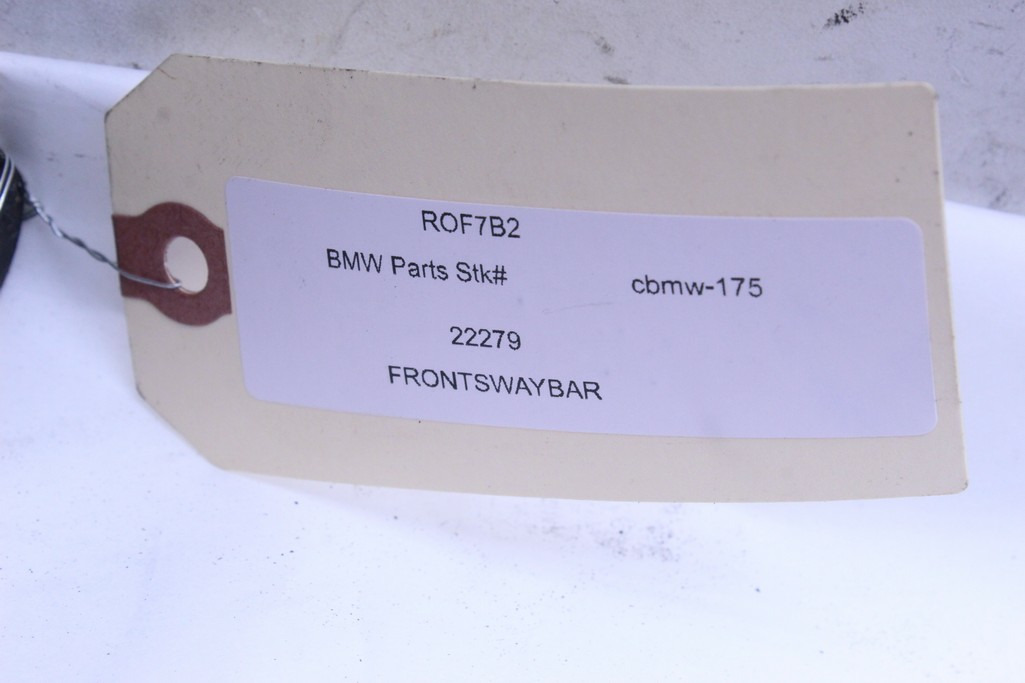 ROF7B2
BMW Parts Stk# cbmw-175
22279
FRONTSWAYBAR